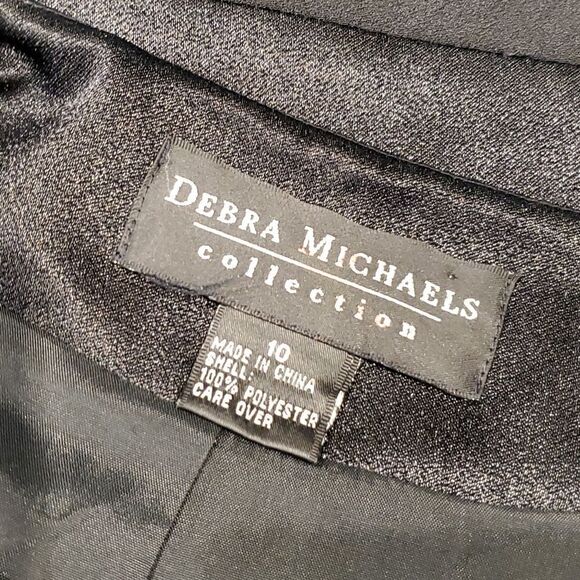 DEBRA MICHAELS
collection
10
MADE IN CHINA
SHELL:
100% POLYESTER
CARE OVER